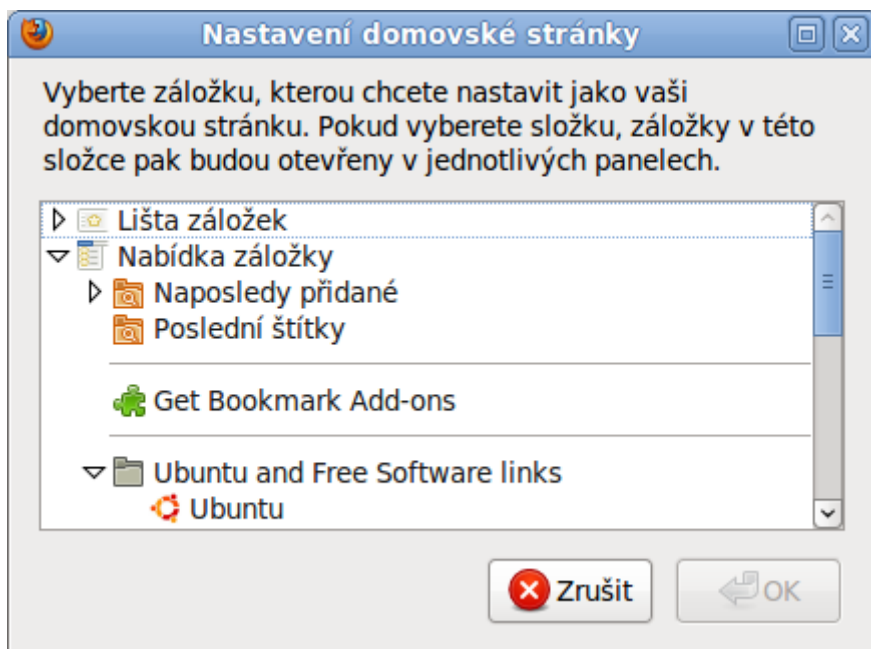 Nastavení domovské stránky
Vyberte záložku, kterou chcete nastavit jako vaši
domovskou stránku. Pokud vyberete složku, záložky v této
složce pak budou otevřeny v jednotlivých panelech.
Lišta záložek
Nabídka záložky
Naposledy přidané
Poslední štítky
Get Bookmark Add-ons
Ubuntu and Free Software links
Ubuntu
Zrušit
OK